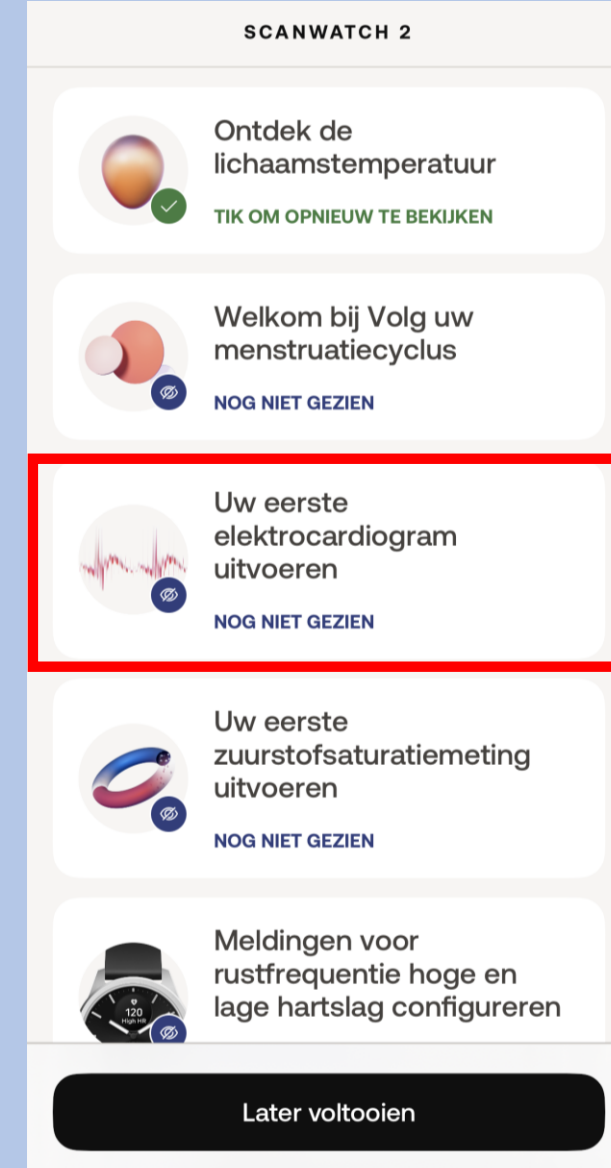 SCANWATCH 2
Ontdek de
lichaamstemperatuur
TIK OM OPNIEUW TE BEKIJKEN
Welkom bij Volg uw
menstruatiecyclus
NOG NIET GEZIEN
Uw eerste
elektrocardiogram
uitvoeren
NOG NIET GEZIEN
Uw eerste
zuurstofsaturatiemeting
uitvoeren
NOG NIET GEZIEN
Meldingen voor
rustfrequentie hoge en
lage hartslag configureren
120
High HR
Later voltooien